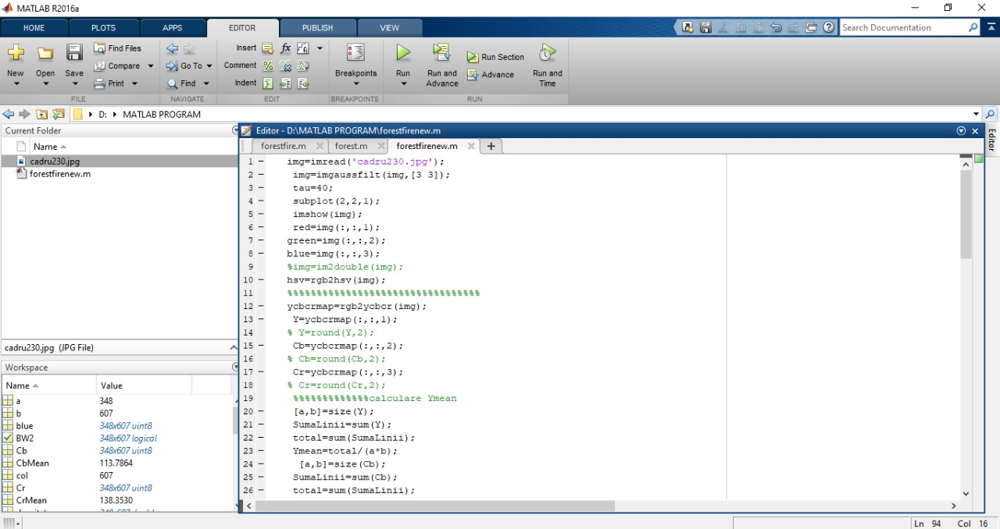 MATLAB R2016a
HOME PLOTS APPS EDITOR PUBLISH VIEW
Search Documentation
New Open Save
Find Files
Compare
Print
Go To
Find
Insert fx
Comment
Indent
Breakpoints
Run
Run and Advance
Run Section
Advance
Run and Time
FILE NAVIGATE EDIT BREAKPOINTS RUN
D: MATLAB PROGRAM
Current Folder
Name
cadru230.jpg
forestfirenew.m
cadru230.jpg (JPG File)
Workspace
Name Value
a 348
b 607
blue 348x607 uint8
BW2 348x607 logical
Cb 348x607 uint8
CbMean 113.7864
col 607
Cr 348x607 uint8
CrMean 138.3530
Editor - D:\MATLAB PROGRAM\forestfirenew.m
Editor
forestfire.m forest.m forestfirenew.m
1 img=imread('cadru230.jpg');
2 img=imgaussfilt(img,[3 3]);
3 tau=40;
4 subplot(2,2,1);
5 imshow(img);
6 red=img(:,:,1);
7 green=img(:,:,2);
8 blue=img(:,:,3);
9 %img=im2double(img);
10 hsv=rgb2hsv(img);
11 %%%%%%%%%%%%%%%%%%%%%%%%%%%%%%%%%
12 ycbcrmap=rgb2ycbcr(img);
13 Y=ycbcrmap(:,:,1);
14 % Y=round(Y,2);
15 Cb=ycbcrmap(:,:,2);
16 % Cb=round(Cb,2);
17 Cr=ycbcrmap(:,:,3);
18 % Cr=round(Cr,2);
19 %%%%%%%%%%%%%calculare Ymean
20 [a,b]=size(Y);
21 SumaLinii=sum(Y);
22 total=sum(SumaLinii);
23 Ymean=total/(a*b);
24 [a,b]=size(Cb);
25 SumaLinii=sum(Cb);
26 total=sum(SumaLinii);
Ln 94 Col 16